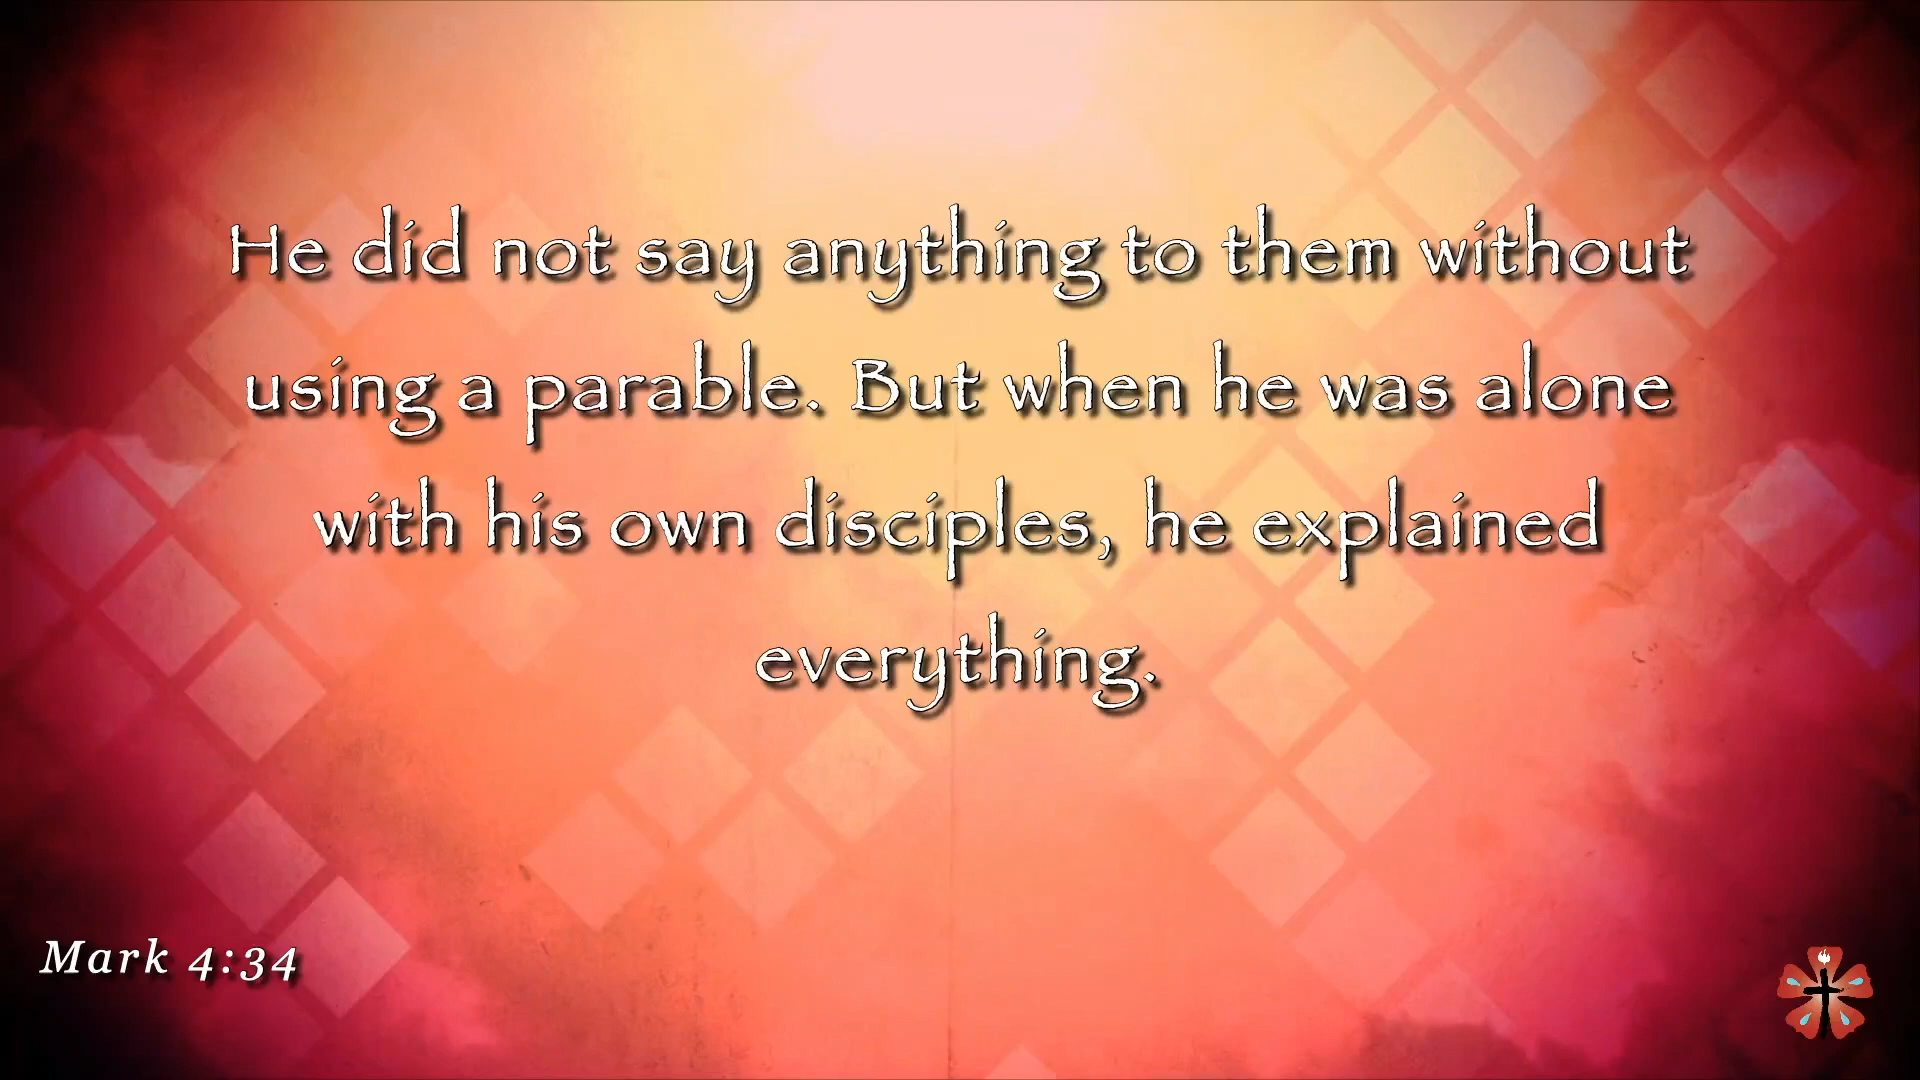 He did not say anything to them without
using a parable. But when he was alone
with his own disciples, he explained
everything.
Mark 4:34